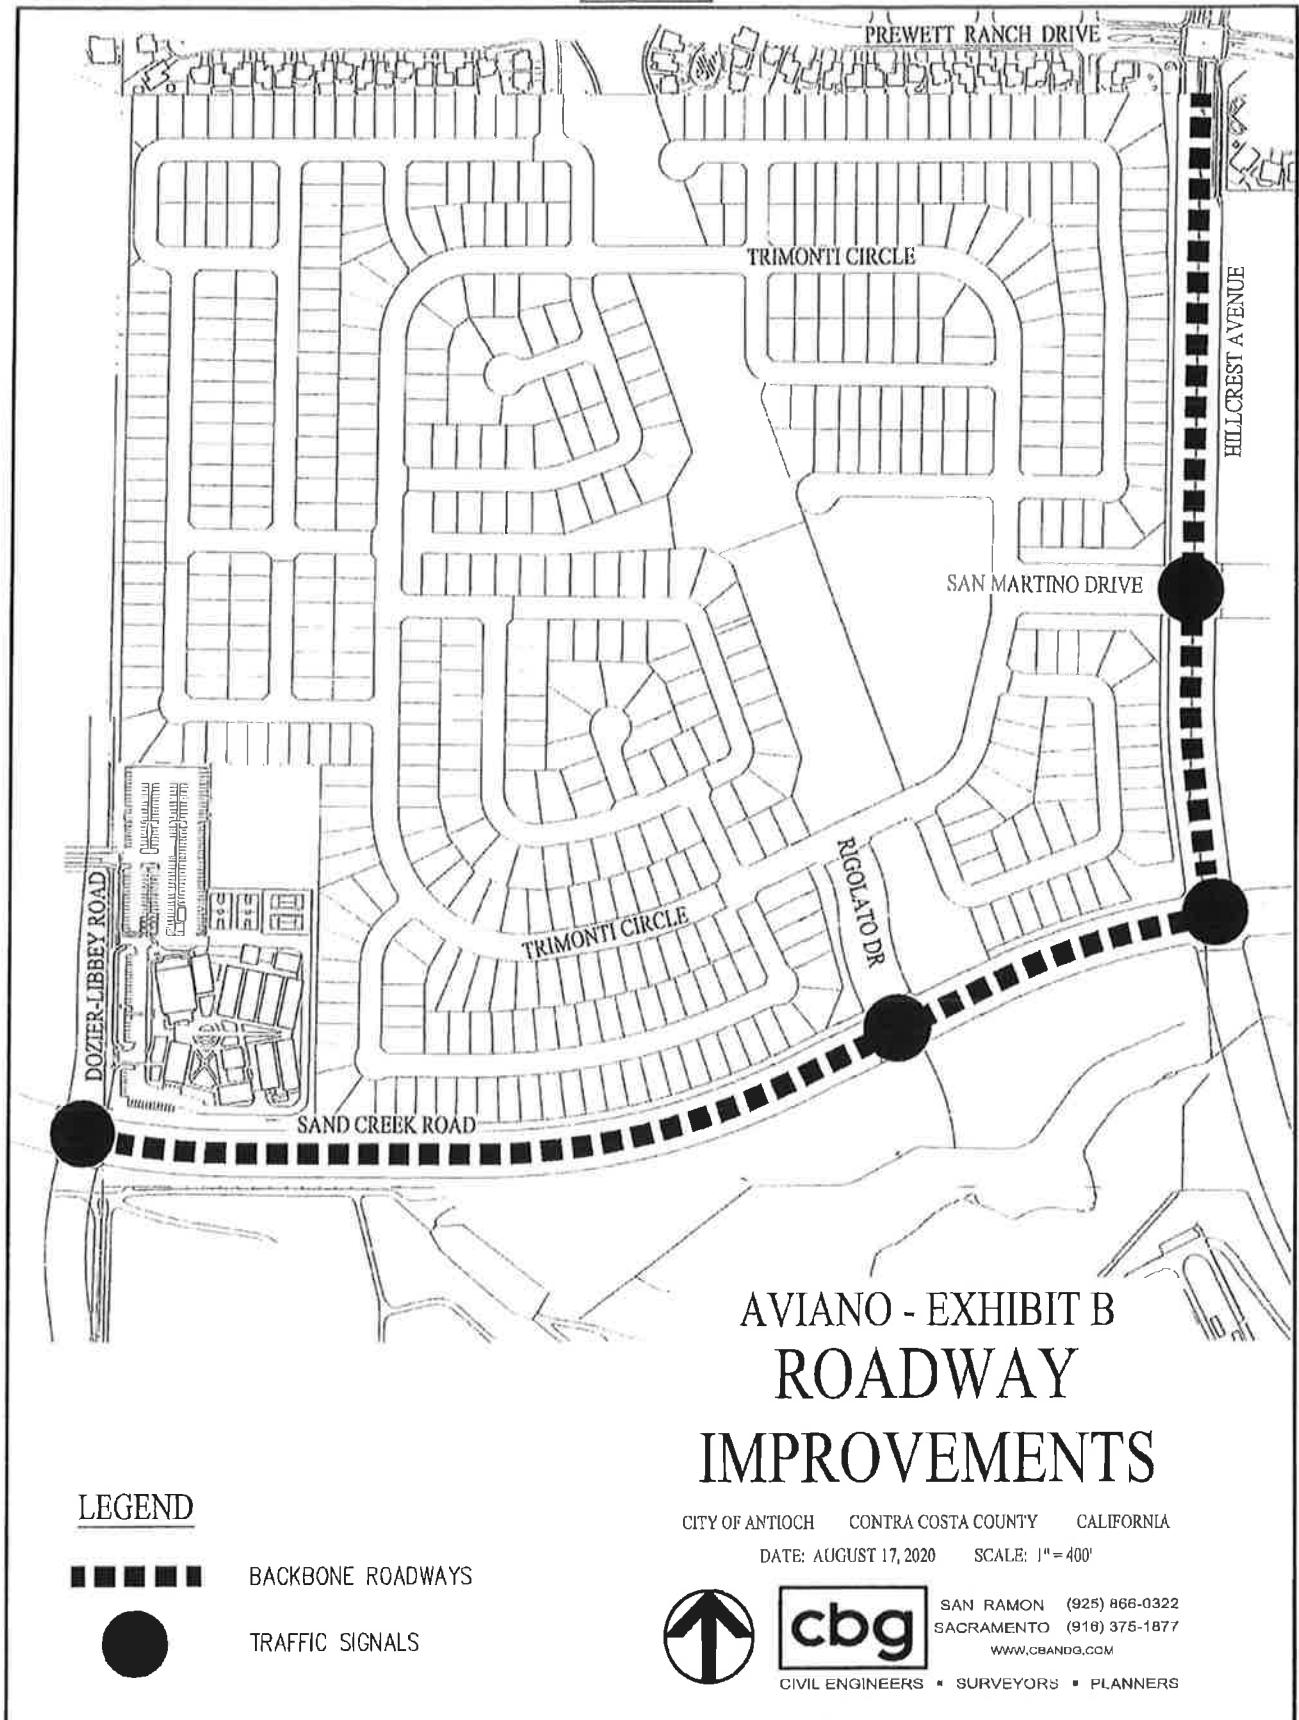 PREWETT RANCH DRIVE
TRIMONTI CIRCLE
HILLCREST AVENUE
SAN MARTINO DRIVE
RIGOLATO DR
DOZIER-LIBBEY ROAD
TRIMONTI CIRCLE
SAND CREEK ROAD
AVIANO - EXHIBIT B
ROADWAY
IMPROVEMENTS
CITY OF ANTIOCH CONTRA COSTA COUNTY CALIFORNIA
DATE: AUGUST 17, 2020 SCALE: 1" = 400'
LEGEND
BACKBONE ROADWAYS
TRAFFIC SIGNALS
cbg
SAN RAMON (925) 866-0322
SACRAMENTO (916) 375-1877
WWW.CBANDG.COM
CIVIL ENGINEERS ▪ SURVEYORS ▪ PLANNERS